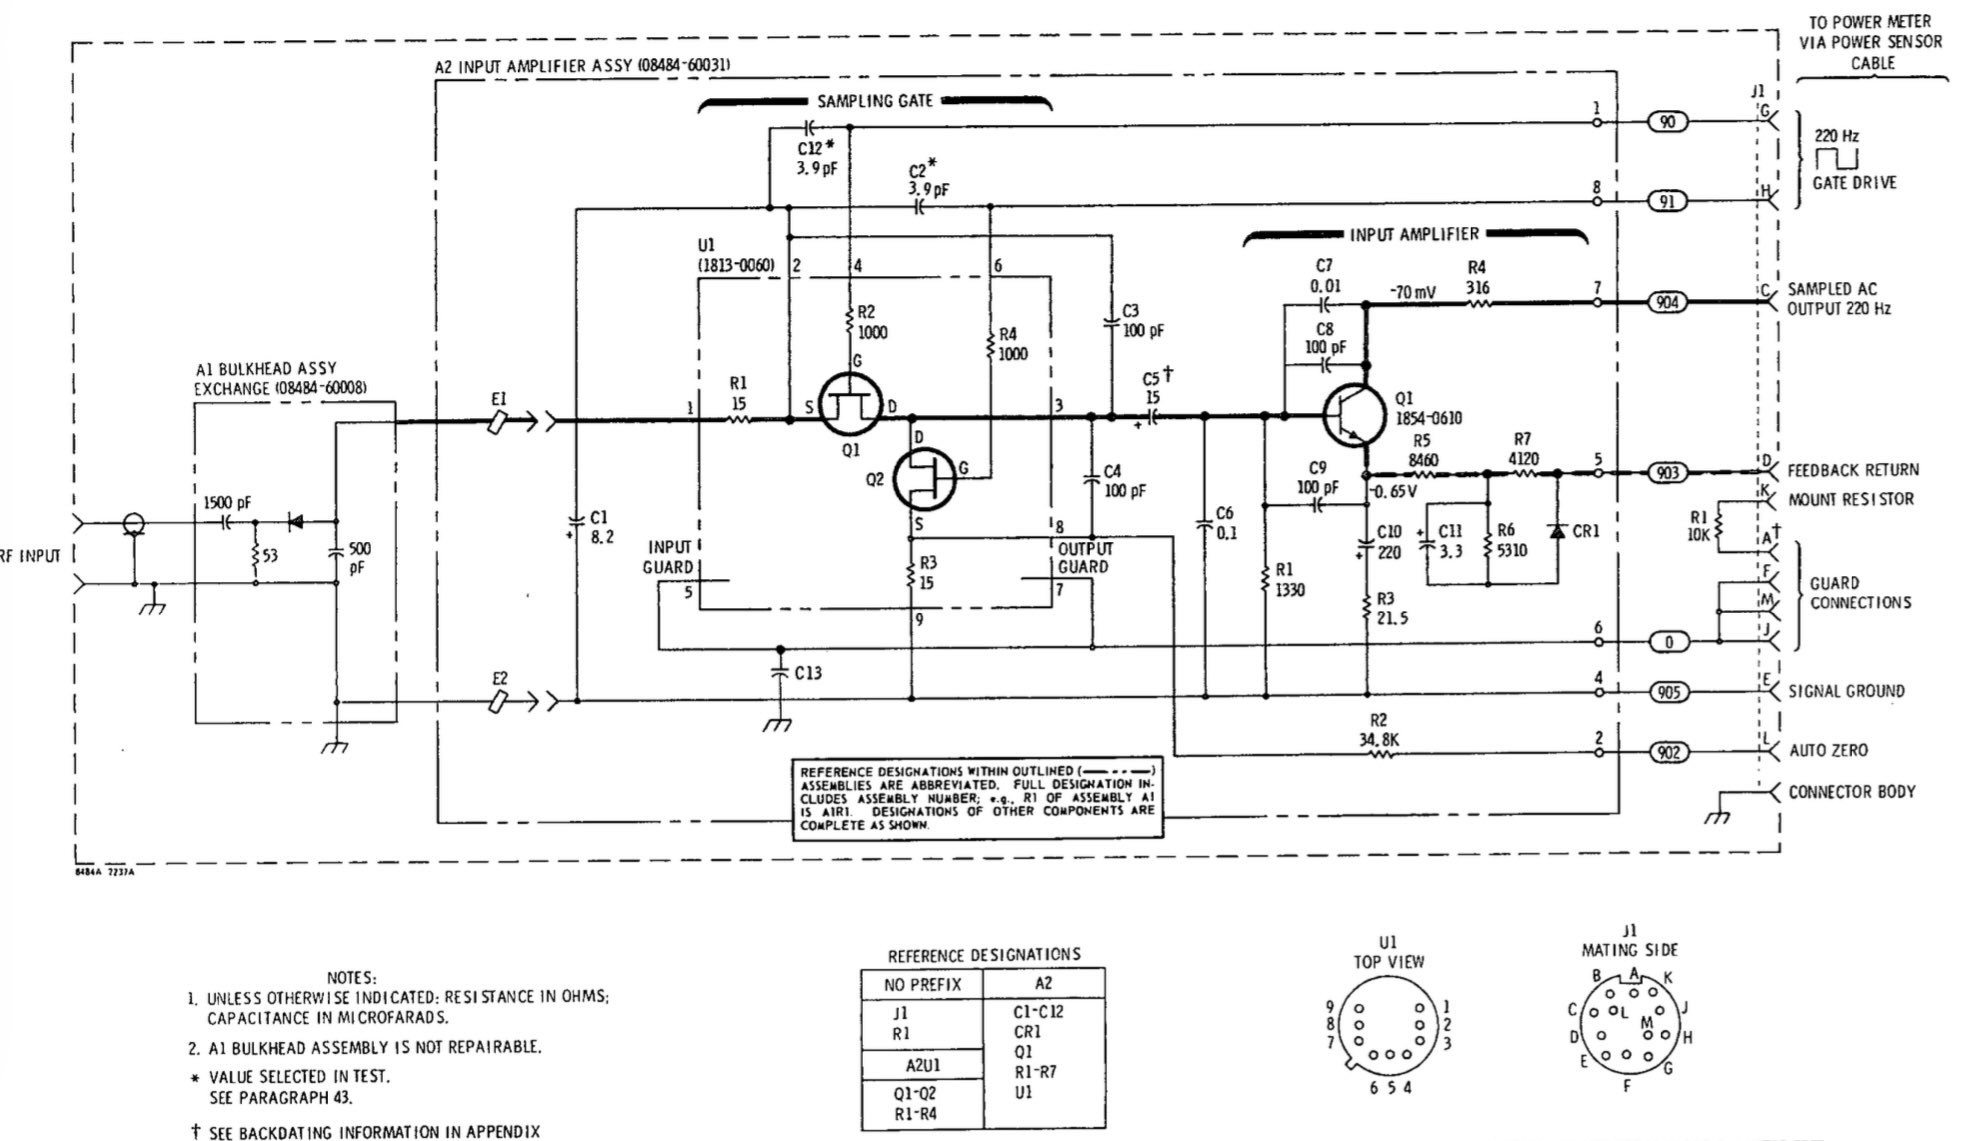 TO POWER METER
VIA POWER SENSOR
CABLE
A2 INPUT AMPLIFIER ASSY (08484-60031)
J1
SAMPLING GATE
1
90
G
C12*
3.9 pF
220 Hz
GATE DRIVE
C2*
3.9 pF
8
91
H
INPUT AMPLIFIER
U1
(1813-0060)
2
4
6
C7
0.01
-70 mV
R4
316
7
904
C
SAMPLED AC
OUTPUT 220 Hz
R2
1000
R4
1000
C3
100 pF
C8
100 pF
A1 BULKHEAD ASSY
EXCHANGE (08484-60008)
E1
1
R1
15
S
G
D
Q1
3
C5†
15
+
Q1
1854-0610
D
G
S
Q2
C4
100 pF
R5
8460
R7
4120
5
903
D
FEEDBACK RETURN
-0.65V
C9
100 pF
K
MOUNT RESISTOR
R1
10K
A†
1500 pF
53
500
pF
RF INPUT
C1
8.2
+
C6
0.1
C10
220
+
C11
3.3
+
R6
5310
CR1
INPUT
GUARD
5
8
OUTPUT
GUARD
7
R3
15
9
R1
1330
R3
21.5
F
M
J
GUARD
CONNECTIONS
6
0
C13
E2
4
905
E
SIGNAL GROUND
R2
34.8K
2
902
L
AUTO ZERO
CONNECTOR BODY
REFERENCE DESIGNATIONS WITHIN OUTLINED (—--—)
ASSEMBLIES ARE ABBREVIATED. FULL DESIGNATION IN-
CLUDES ASSEMBLY NUMBER; e.g., R1 OF ASSEMBLY A1
IS A1R1. DESIGNATIONS OF OTHER COMPONENTS ARE
COMPLETE AS SHOWN.
8484A 2237A
NOTES:
1. UNLESS OTHERWISE INDICATED: RESISTANCE IN OHMS;
CAPACITANCE IN MICROFARADS.
2. A1 BULKHEAD ASSEMBLY IS NOT REPAIRABLE.
* VALUE SELECTED IN TEST.
SEE PARAGRAPH 43.
† SEE BACKDATING INFORMATION IN APPENDIX
REFERENCE DESIGNATIONS
NO PREFIX
A2
J1
R1
A2U1
Q1-Q2
R1-R4
C1-C12
CR1
Q1
R1-R7
U1
U1
TOP VIEW
9
8
7
1
2
3
6 5 4
J1
MATING SIDE
B
A
K
C
L
J
M
D
H
E
G
F